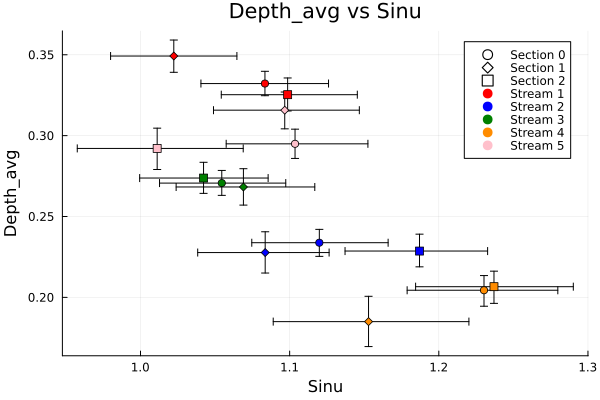 Depth_avg vs Sinu
Section 0
Section 1
Section 2
Stream 1
Stream 2
Stream 3
Stream 4
Stream 5
Depth_avg
0.35
0.30
0.25
0.20
1.0 1.1 1.2 1.3
Sinu